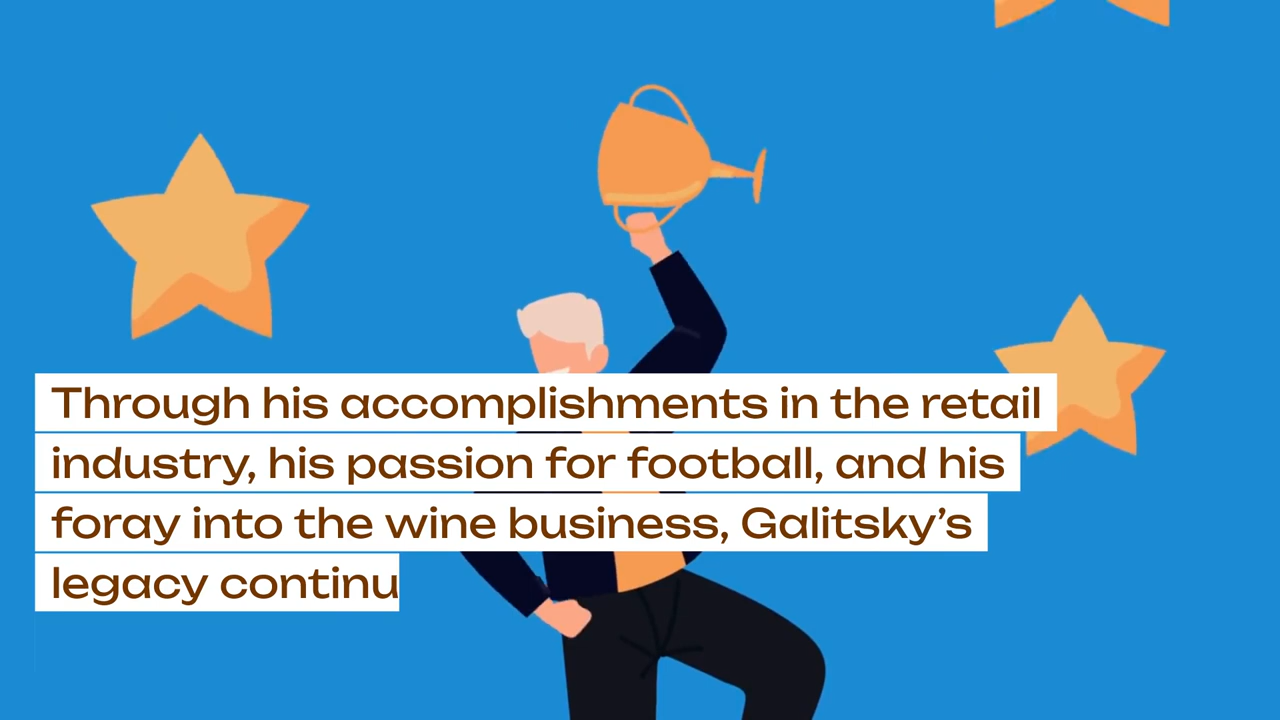 Through his accomplishments in the retail
industry, his passion for football, and his
foray into the wine business, Galitsky’s
legacy continu